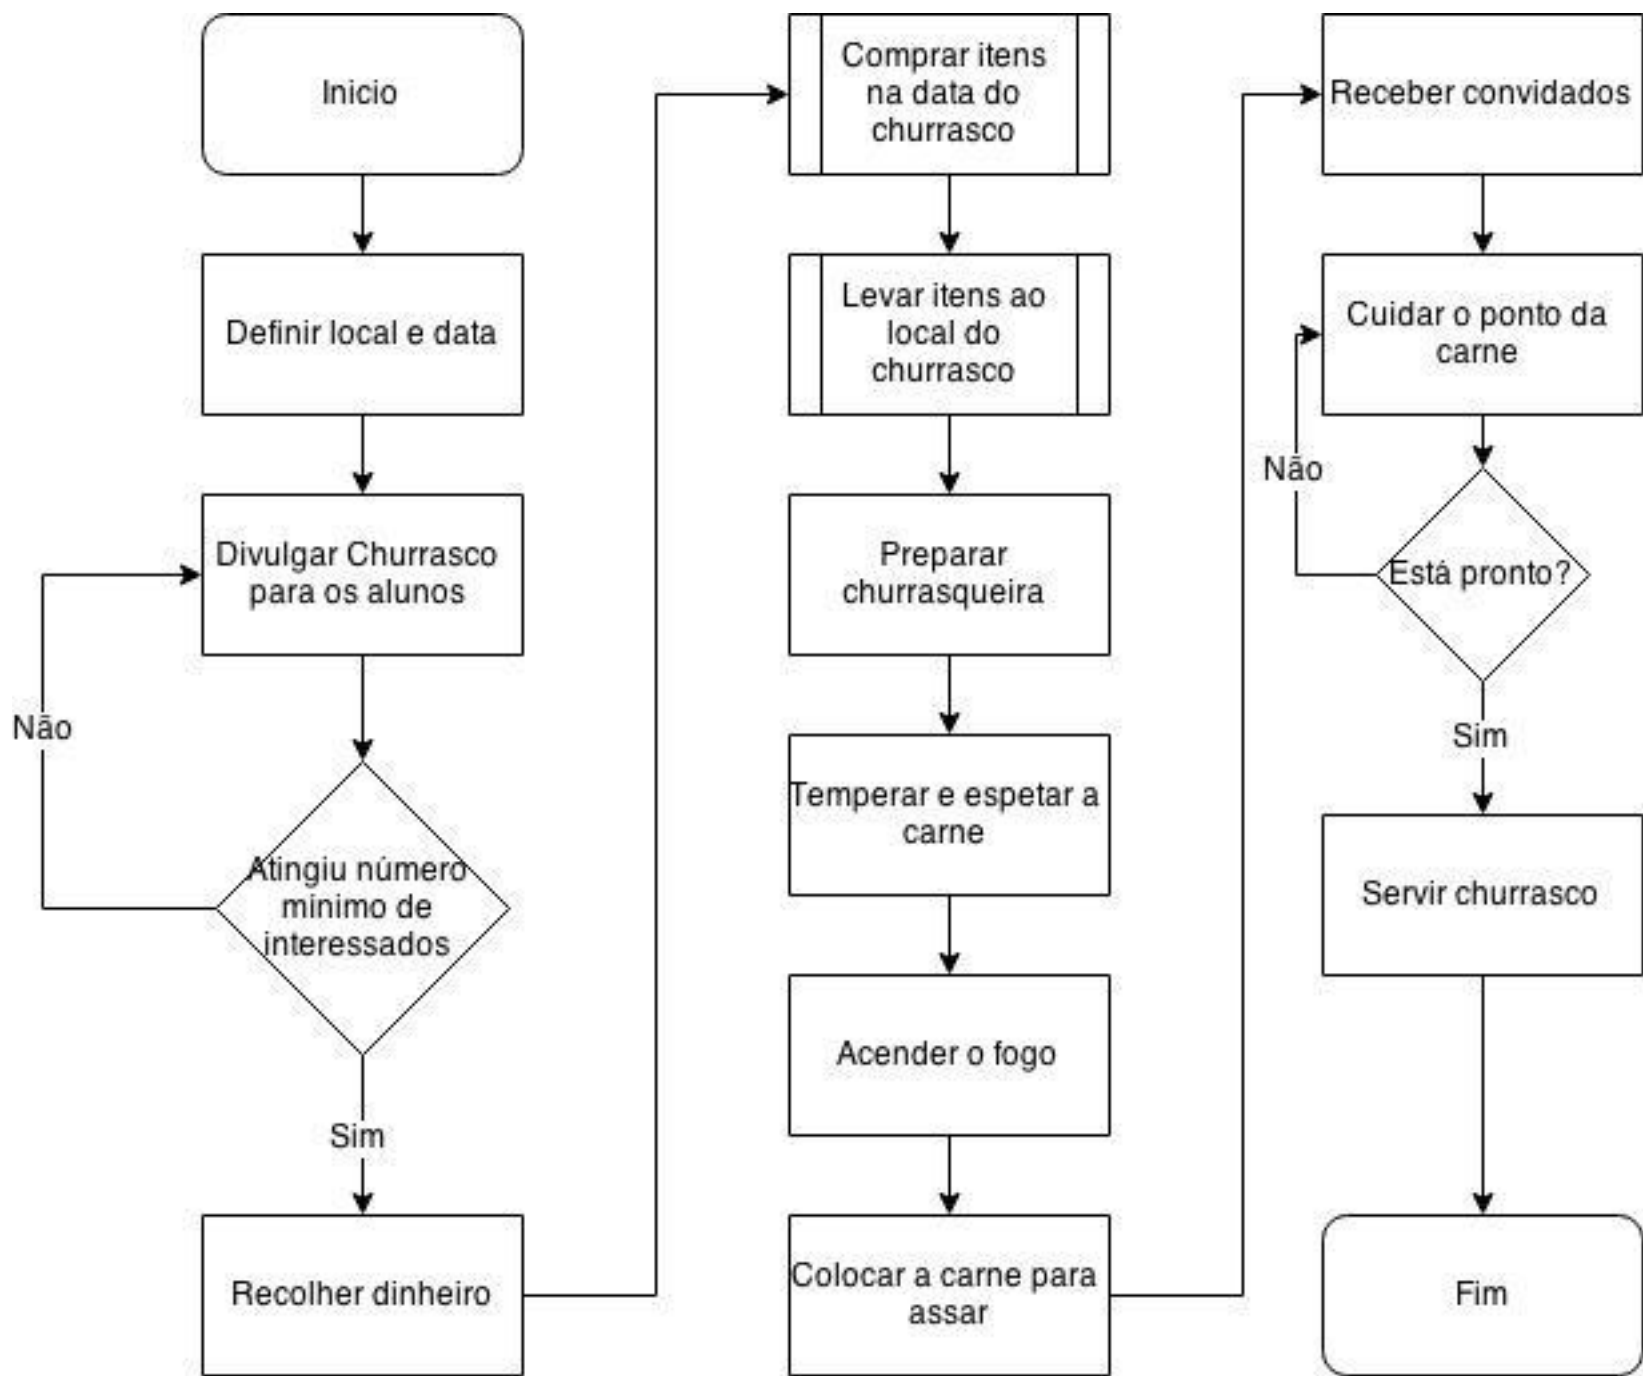 Inicio
Definir local e data
Divulgar Churrasco
para os alunos
Não
Atingiu número
mínimo de
interessados
Sim
Recolher dinheiro
Comprar itens
na data do
churrasco
Levar itens ao
local do
churrasco
Preparar
churrasqueira
Temperar e espetar a
carne
Acender o fogo
Colocar a carne para
assar
Receber convidados
Cuidar o ponto da
carne
Não
Está pronto?
Sim
Servir churrasco
Fim